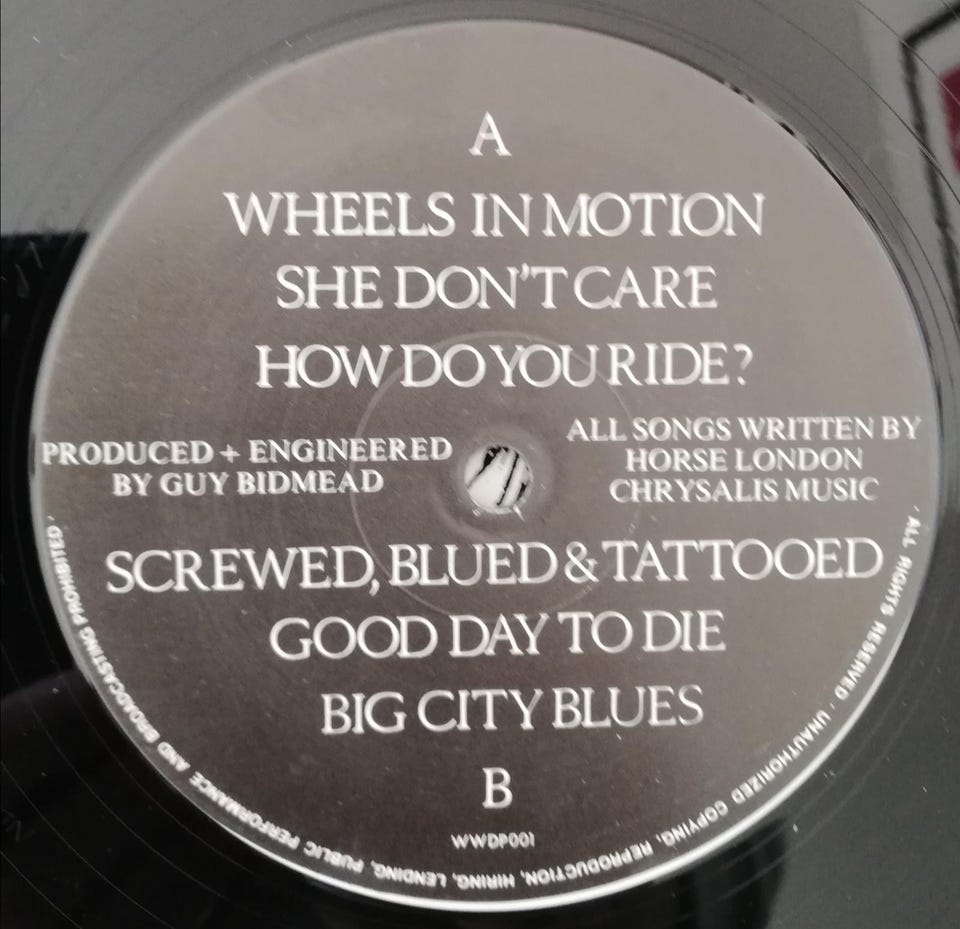 A
WHEELS IN MOTION
SHE DON'T CARE
HOW DO YOU RIDE?
PRODUCED + ENGINEERED
BY GUY BIDMEAD
ALL SONGS WRITTEN BY
HORSE LONDON
CHRYSALIS MUSIC
SCREWED, BLUED & TATTOOED
GOOD DAY TO DIE
BIG CITY BLUES
B
WWDP001
· ALL RIGHTS RESERVED · UNAUTHORIZED COPYING, REPRODUCTION, HIRING, LENDING, PUBLIC PERFORMANCE AND BROADCASTING PROHIBITED ·